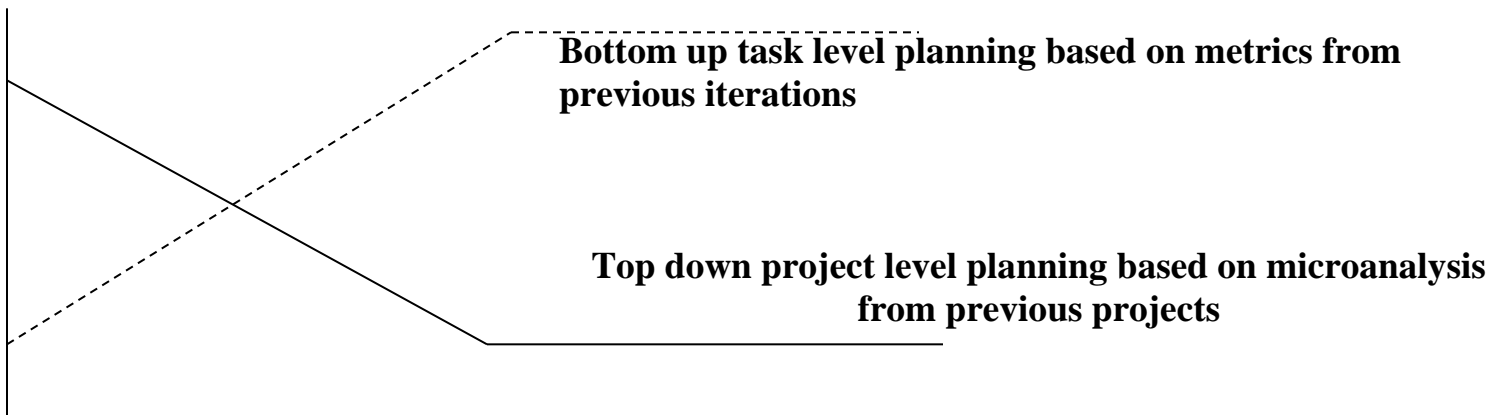 Bottom up task level planning based on metrics from
previous iterations
Top down project level planning based on microanalysis
from previous projects